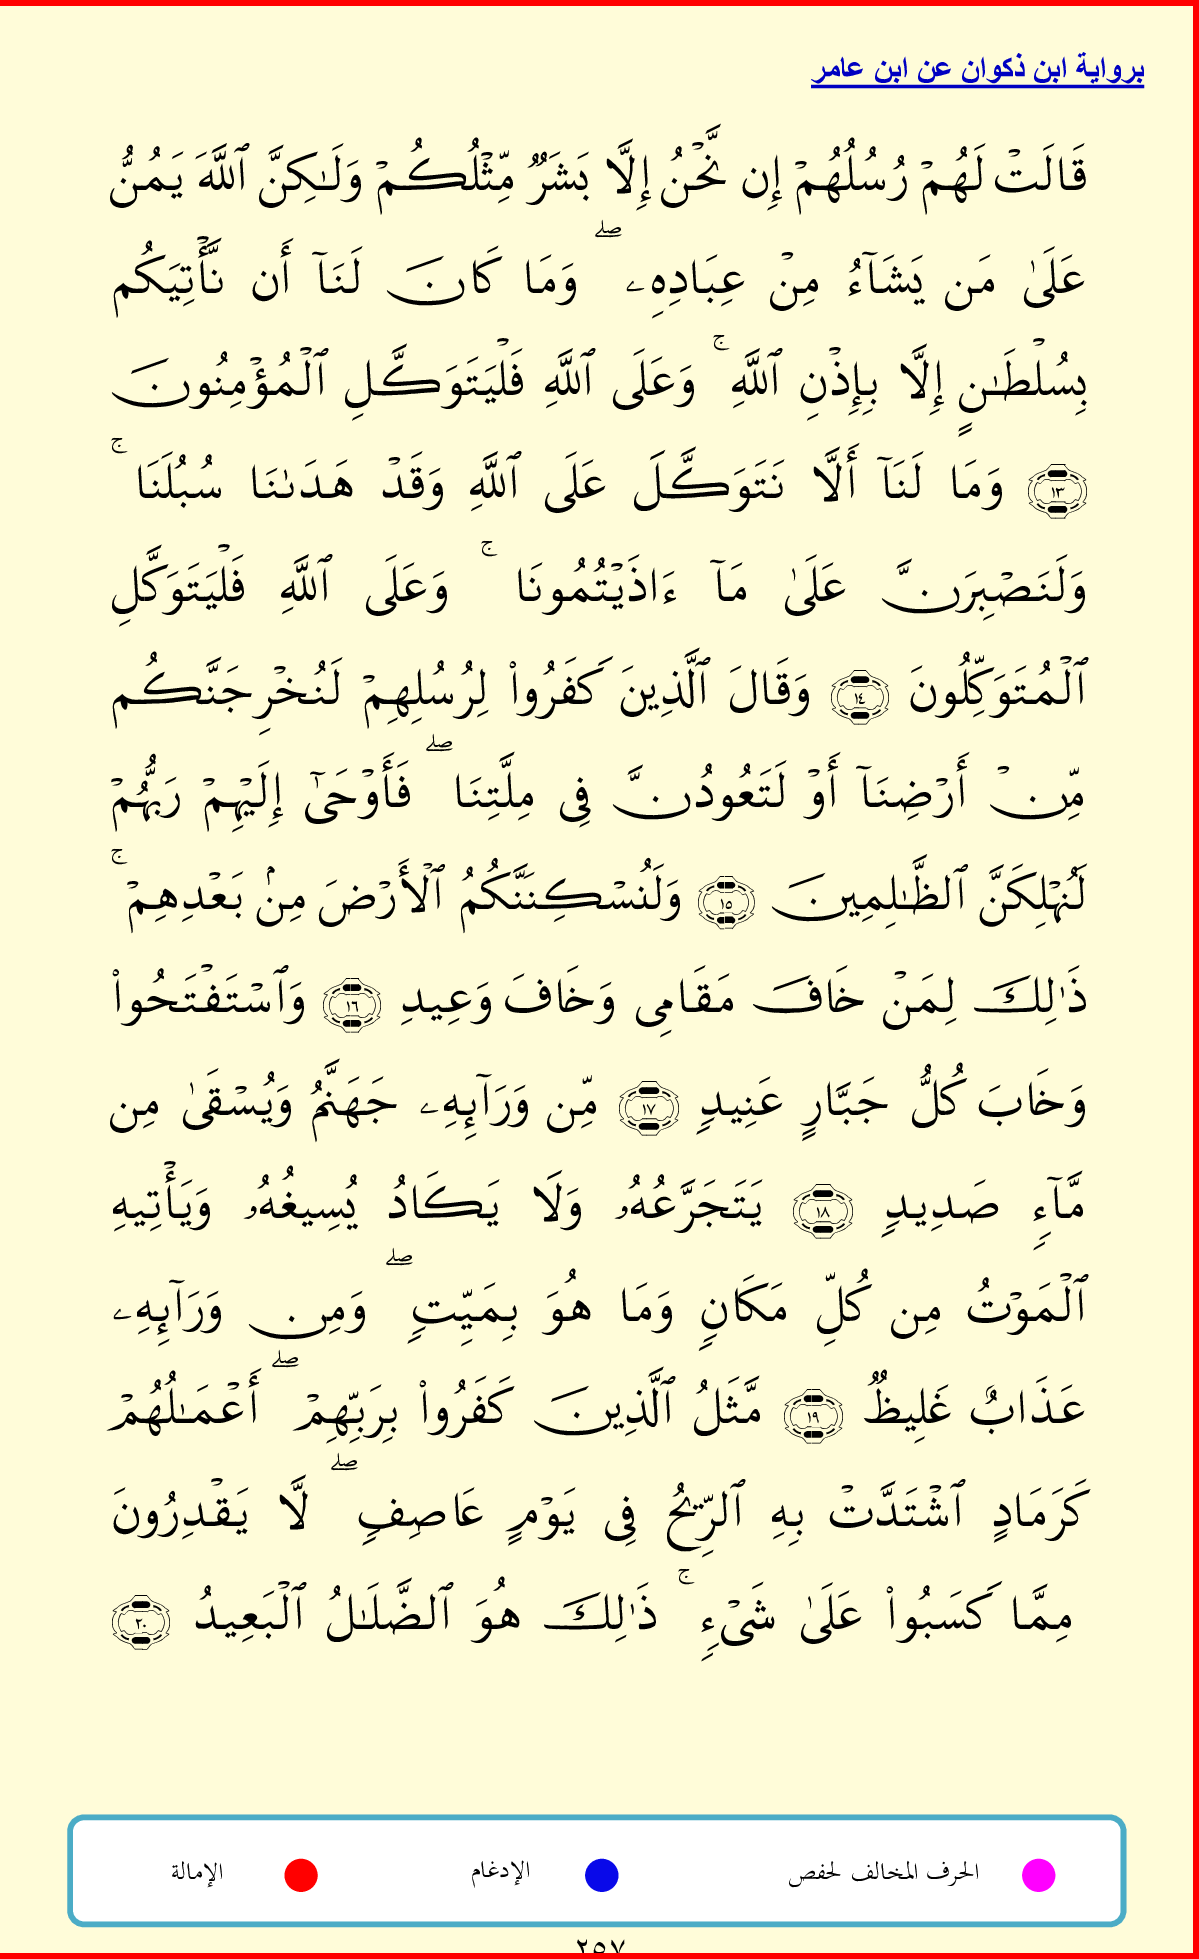 برواية ابن ذكوان عن ابن عامر
قَالَتۡ لَهُمۡ رُسُلُهُمۡ إِن نَّحۡنُ إِلَّا بَشَرٞ مِّثۡلُكُمۡ وَلَٰكِنَّ ٱللَّهَ يَمُنُّ
عَلَىٰ مَن يَشَآءُ مِنۡ عِبَادِهِۦۖ وَمَا كَانَ لَنَآ أَن نَّأۡتِيَكُم
بِسُلۡطَٰنٍ إِلَّا بِإِذۡنِ ٱللَّهِۚ وَعَلَى ٱللَّهِ فَلۡيَتَوَكَّلِ ٱلۡمُؤۡمِنُونَ
١٣ وَمَا لَنَآ أَلَّا نَتَوَكَّلَ عَلَى ٱللَّهِ وَقَدۡ هَدَىٰنَا سُبُلَنَاۚ
وَلَنَصۡبِرَنَّ عَلَىٰ مَآ ءَاذَيۡتُمُونَاۚ وَعَلَى ٱللَّهِ فَلۡيَتَوَكَّلِ
ٱلۡمُتَوَكِّلُونَ ١٤ وَقَالَ ٱلَّذِينَ كَفَرُواْ لِرُسُلِهِمۡ لَنُخۡرِجَنَّكُم
مِّنۡ أَرۡضِنَآ أَوۡ لَتَعُودُنَّ فِي مِلَّتِنَاۖ فَأَوۡحَىٰٓ إِلَيۡهِمۡ رَبُّهُمۡ
لَنُهۡلِكَنَّ ٱلظَّٰلِمِينَ ١٥ وَلَنُسۡكِنَنَّكُمُ ٱلۡأَرۡضَ مِنۢ بَعۡدِهِمۡۚ
ذَٰلِكَ لِمَنۡ خَافَ مَقَامِي وَخَافَ وَعِيدِ ١٦ وَٱسۡتَفۡتَحُواْ
وَخَابَ كُلُّ جَبَّارٍ عَنِيدٖ ١٧ مِّن وَرَآئِهِۦ جَهَنَّمُ وَيُسۡقَىٰ مِن
مَّآءٖ صَدِيدٖ ١٨ يَتَجَرَّعُهُۥ وَلَا يَكَادُ يُسِيغُهُۥ وَيَأۡتِيهِ
ٱلۡمَوۡتُ مِن كُلِّ مَكَانٖ وَمَا هُوَ بِمَيِّتٖۖ وَمِن وَرَآئِهِۦ
عَذَابٌ غَلِيظٞ ١٩ مَّثَلُ ٱلَّذِينَ كَفَرُواْ بِرَبِّهِمۡۖ أَعۡمَٰلُهُمۡ
كَرَمَادٍ ٱشۡتَدَّتۡ بِهِ ٱلرِّيحُ فِي يَوۡمٍ عَاصِفٖۖ لَّا يَقۡدِرُونَ
مِمَّا كَسَبُواْ عَلَىٰ شَيۡءٖۚ ذَٰلِكَ هُوَ ٱلضَّلَٰلُ ٱلۡبَعِيدُ ٢٠
الحرف المخالف لحفص الإدغام الإمالة
٢٥٧